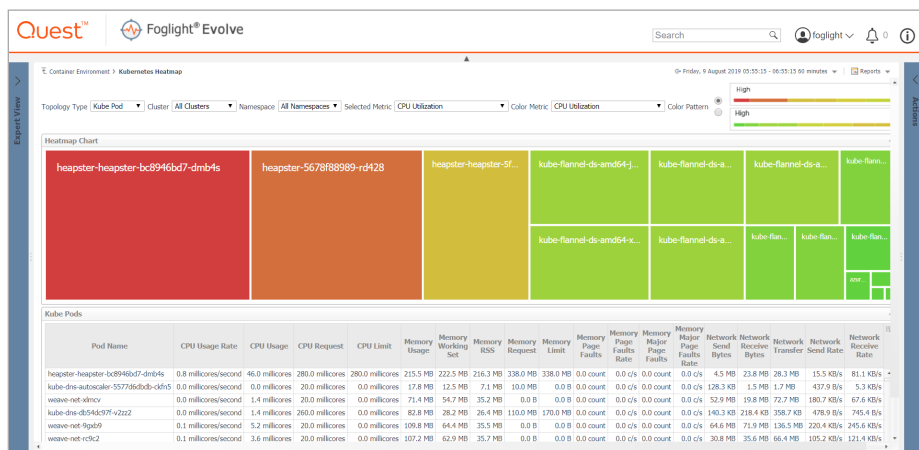 Quest™ Foglight® Evolve
Search foglight 0
Container Environment > Kubernetes Heatmap
Friday, 9 August 2019 05:55:15 - 06:55:15 60 minutes Reports
Expert View
Actions
Topology Type Kube Pod Cluster All Clusters Namespace All Namespaces Selected Metric CPU Utilization Color Metric CPU Utilization Color Pattern
High
High
Heatmap Chart
heapster-heapster-bc8946bd7-dmb4s
heapster-5678f88989-rd428
heapster-heapster-5f...
kube-flannel-ds-amd64-j...
kube-flannel-ds-a...
kube-flannel-ds-a...
kube-flann...
kube-flannel-ds-amd64-x...
kube-flannel-ds-a...
kube-flan...
kube-flan...
kube-flan...
Kube Pods
Pod Name CPU Usage Rate CPU Usage CPU Request CPU Limit Memory Usage Memory Working Set Memory RSS Memory Request Memory Limit Memory Page Faults Memory Page Faults Rate Memory Major Page Faults Memory Major Page Faults Rate Network Send Bytes Network Receive Bytes Network Transfer Network Send Rate Network Receive Rate
heapster-heapster-bc8946bd7-dmb4s 0.8 millicores/second 46.0 millicores 280.0 millicores 280.0 millicores 215.5 MB 222.5 MB 216.3 MB 338.0 MB 338.0 MB 0.0 count 0.0 c/s 0.0 count 0.0 c/s 4.5 MB 23.8 MB 28.3 MB 15.5 KB/s 81.1 KB/s
kube-dns-autoscaler-5577d6dbdb-ckfn5 0.0 millicores/second 1.4 millicores 20.0 millicores 0.0 millicores 17.8 MB 12.5 MB 7.1 MB 10.0 MB 0.0 B 0.0 count 0.0 c/s 0.0 count 0.0 c/s 128.3 KB 1.5 MB 1.7 MB 437.9 B/s 5.3 KB/s
weave-net-xlmcv 0.0 millicores/second 1.4 millicores 20.0 millicores 0.0 millicores 71.4 MB 54.7 MB 35.2 MB 0.0 B 0.0 B 0.0 count 0.0 c/s 0.0 count 0.0 c/s 52.9 MB 19.8 MB 72.7 MB 180.7 KB/s 67.6 KB/s
kube-dns-db54dc97f-v2zz2 0.0 millicores/second 1.4 millicores 260.0 millicores 0.0 millicores 82.8 MB 28.2 MB 26.4 MB 110.0 MB 170.0 MB 0.0 count 0.0 c/s 0.0 count 0.0 c/s 140.3 KB 218.4 KB 358.7 KB 478.9 B/s 745.4 B/s
weave-net-9gxb9 0.1 millicores/second 5.2 millicores 20.0 millicores 0.0 millicores 109.8 MB 64.4 MB 35.5 MB 0.0 B 0.0 B 0.0 count 0.0 c/s 0.0 count 0.0 c/s 64.6 MB 71.9 MB 136.5 MB 220.4 KB/s 245.6 KB/s
weave-net-rc9c2 0.1 millicores/second 3.6 millicores 20.0 millicores 0.0 millicores 107.2 MB 62.9 MB 35.7 MB 0.0 B 0.0 B 0.0 count 0.0 c/s 0.0 count 0.0 c/s 30.8 MB 35.6 MB 66.4 MB 105.2 KB/s 121.4 KB/s